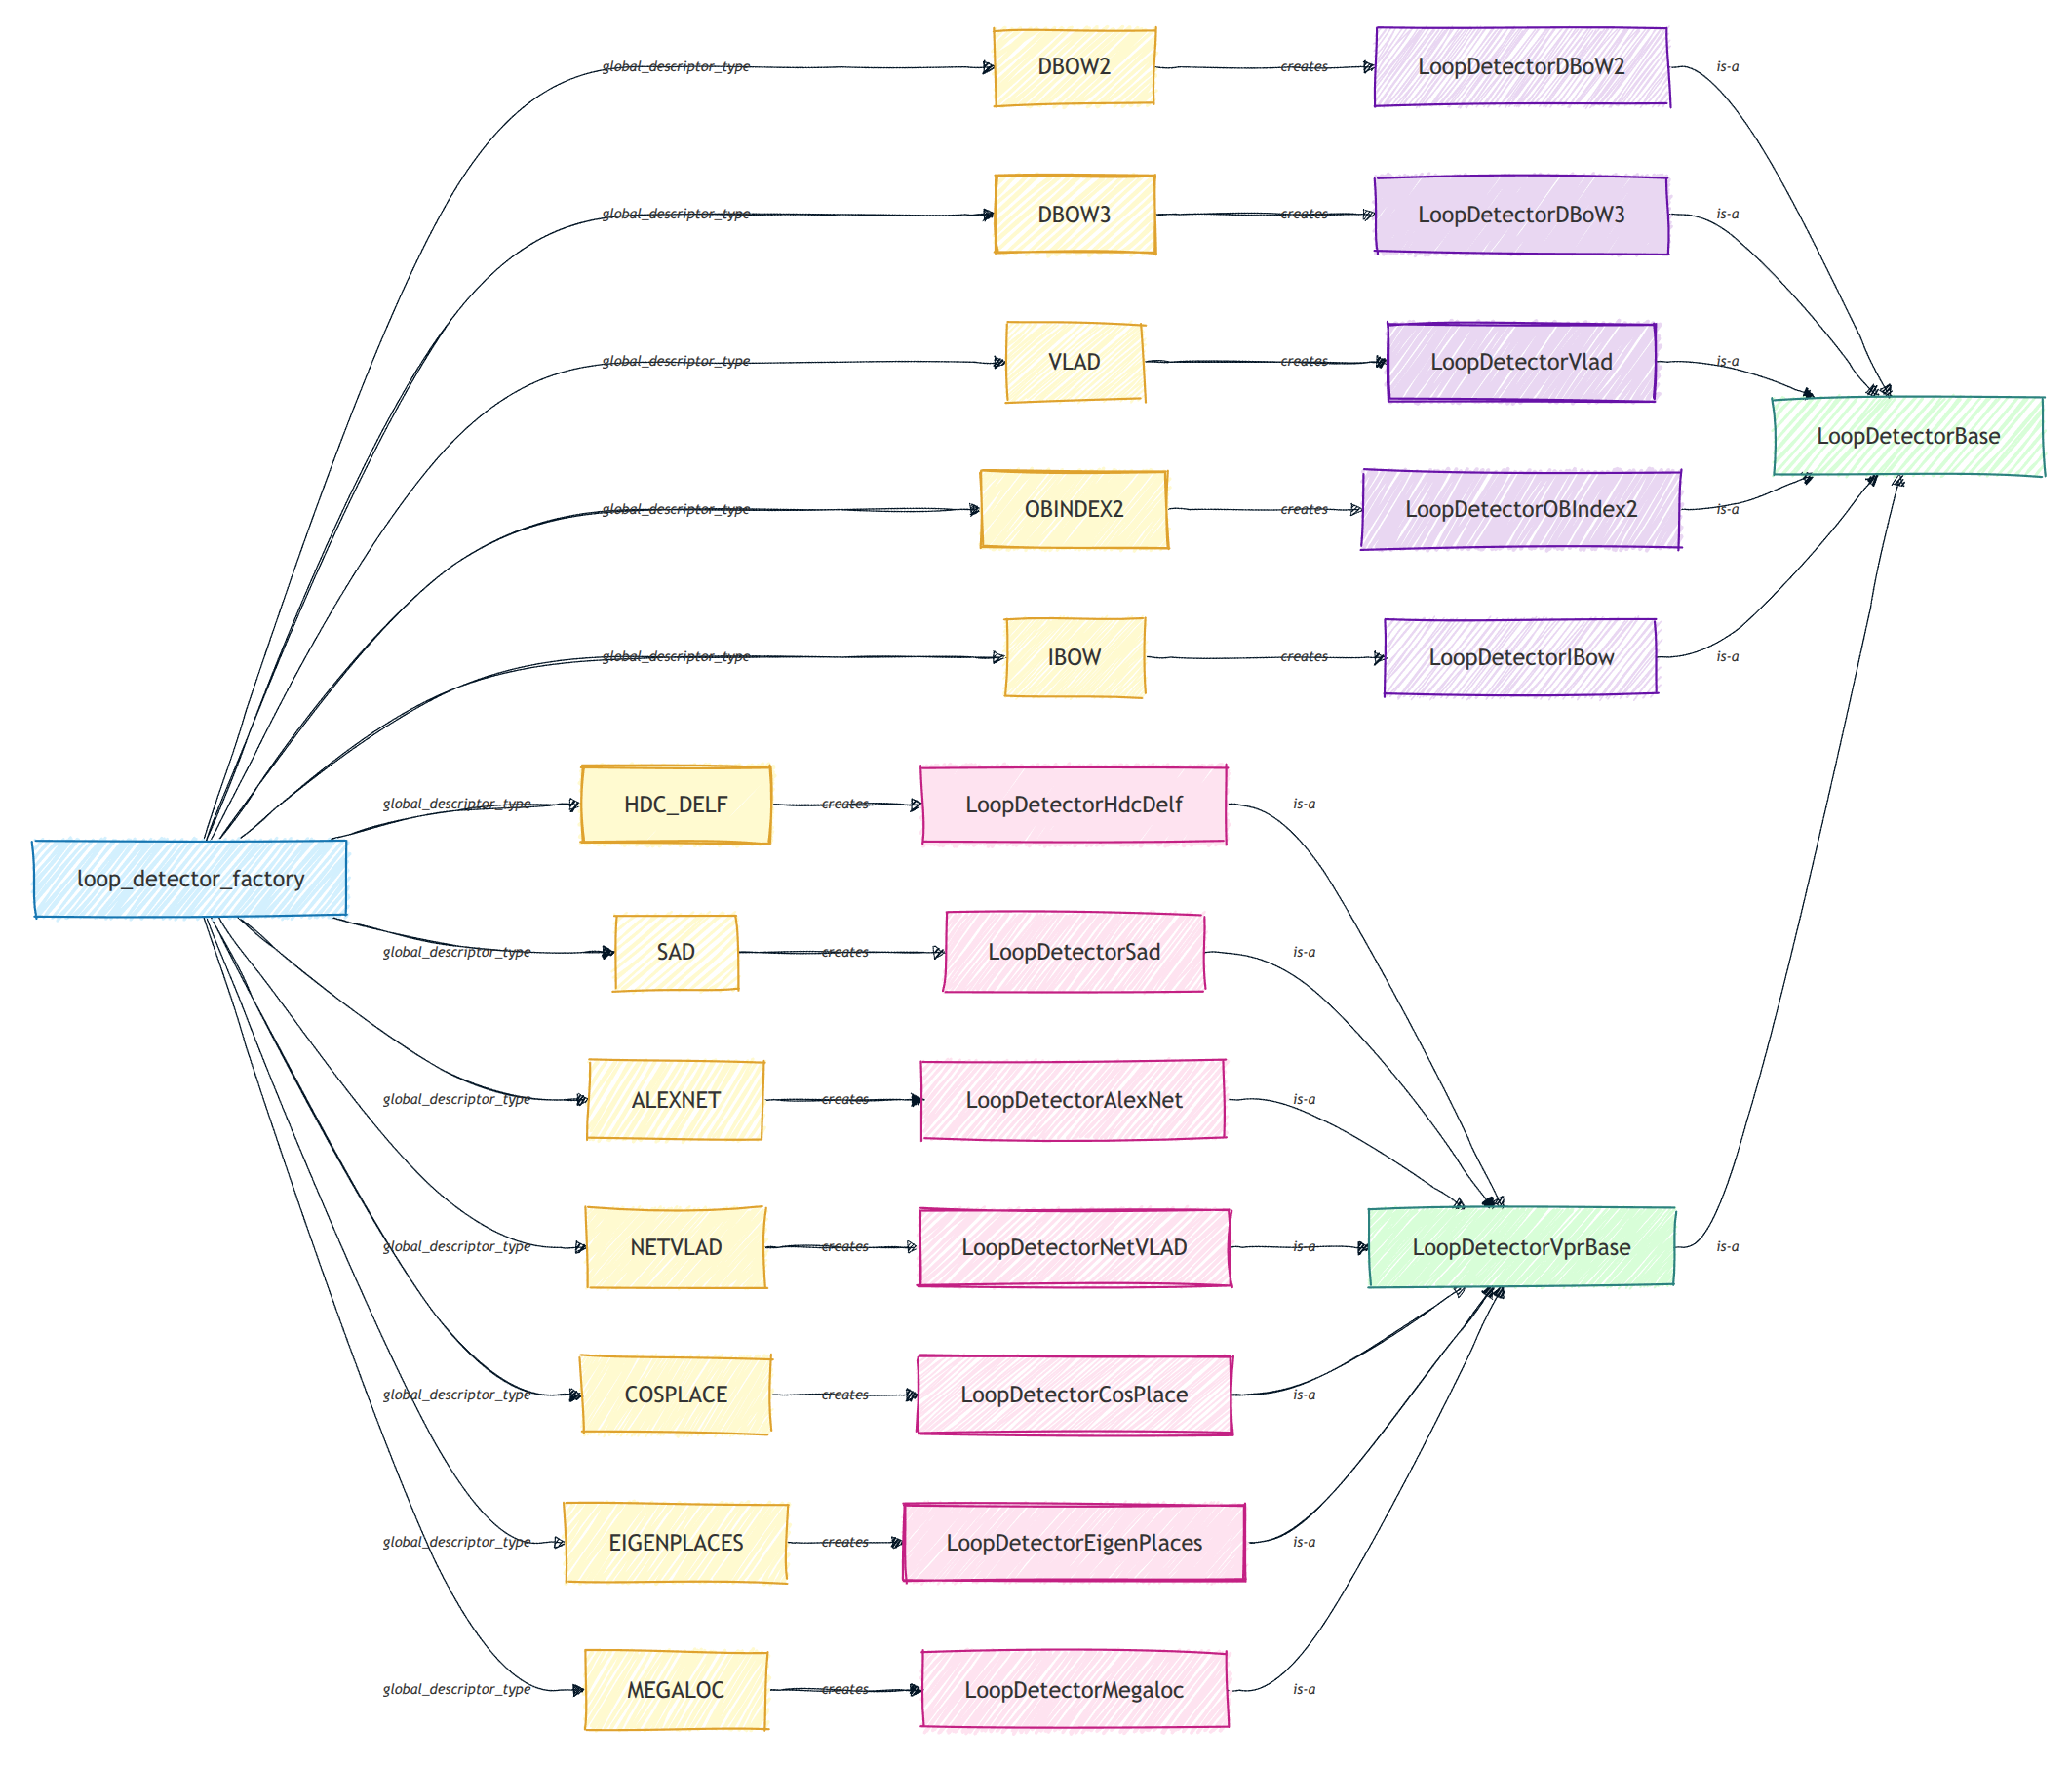 global_descriptor_type DBOW2 creates LoopDetectorDBoW2 is-a
global_descriptor_type DBOW3 creates LoopDetectorDBoW3 is-a
global_descriptor_type VLAD creates LoopDetectorVlad is-a
LoopDetectorBase
global_descriptor_type OBINDEX2 creates LoopDetectorOBIndex2 is-a
global_descriptor_type IBOW creates LoopDetectorIBow is-a
global_descriptor_type HDC_DELF creates LoopDetectorHdcDelf is-a
loop_detector_factory
global_descriptor_type SAD creates LoopDetectorSad is-a
global_descriptor_type ALEXNET creates LoopDetectorAlexNet is-a
global_descriptor_type NETVLAD creates LoopDetectorNetVLAD is-a LoopDetectorVprBase is-a
global_descriptor_type COSPLACE creates LoopDetectorCosPlace is-a
global_descriptor_type EIGENPLACES creates LoopDetectorEigenPlaces is-a
global_descriptor_type MEGALOC creates LoopDetectorMegaloc is-a